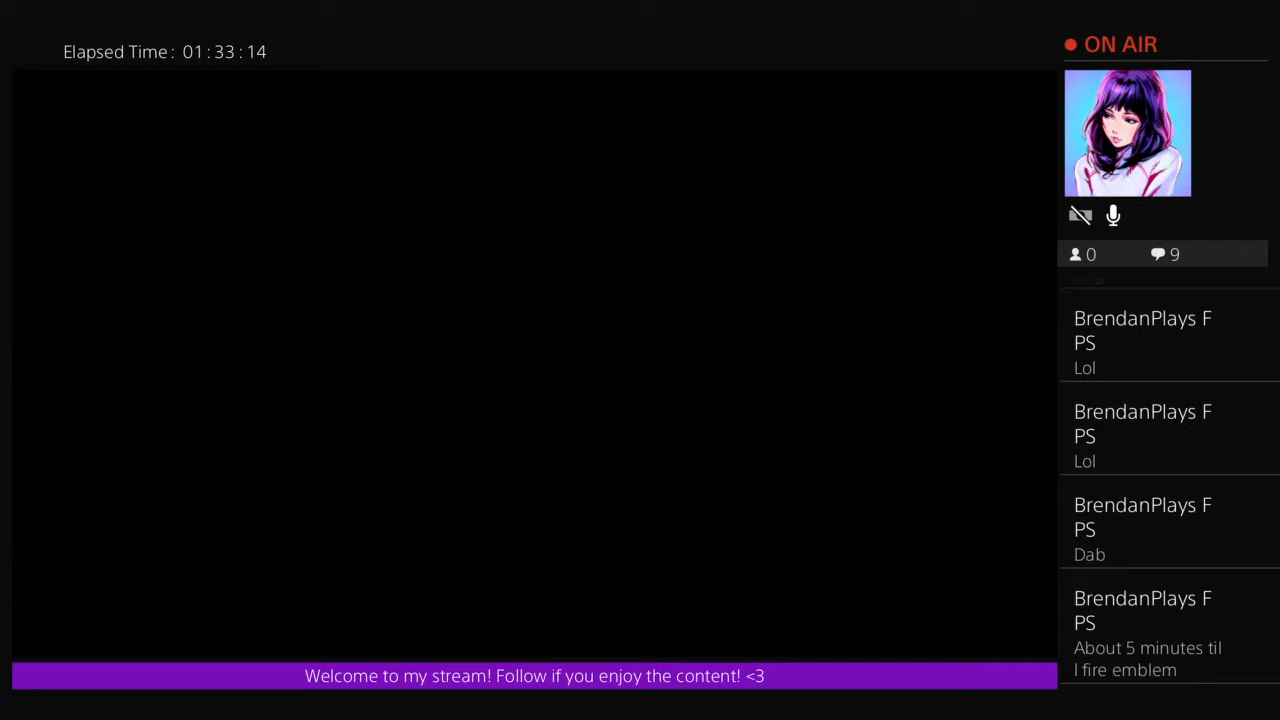 Elapsed Time: 01:33:14
ON AIR
0 9
BrendanPlays F
PS
Lol
BrendanPlays F
PS
Lol
BrendanPlays F
PS
Dab
BrendanPlays F
PS
About 5 minutes til
l fire emblem
Welcome to my stream! Follow if you enjoy the content! <3